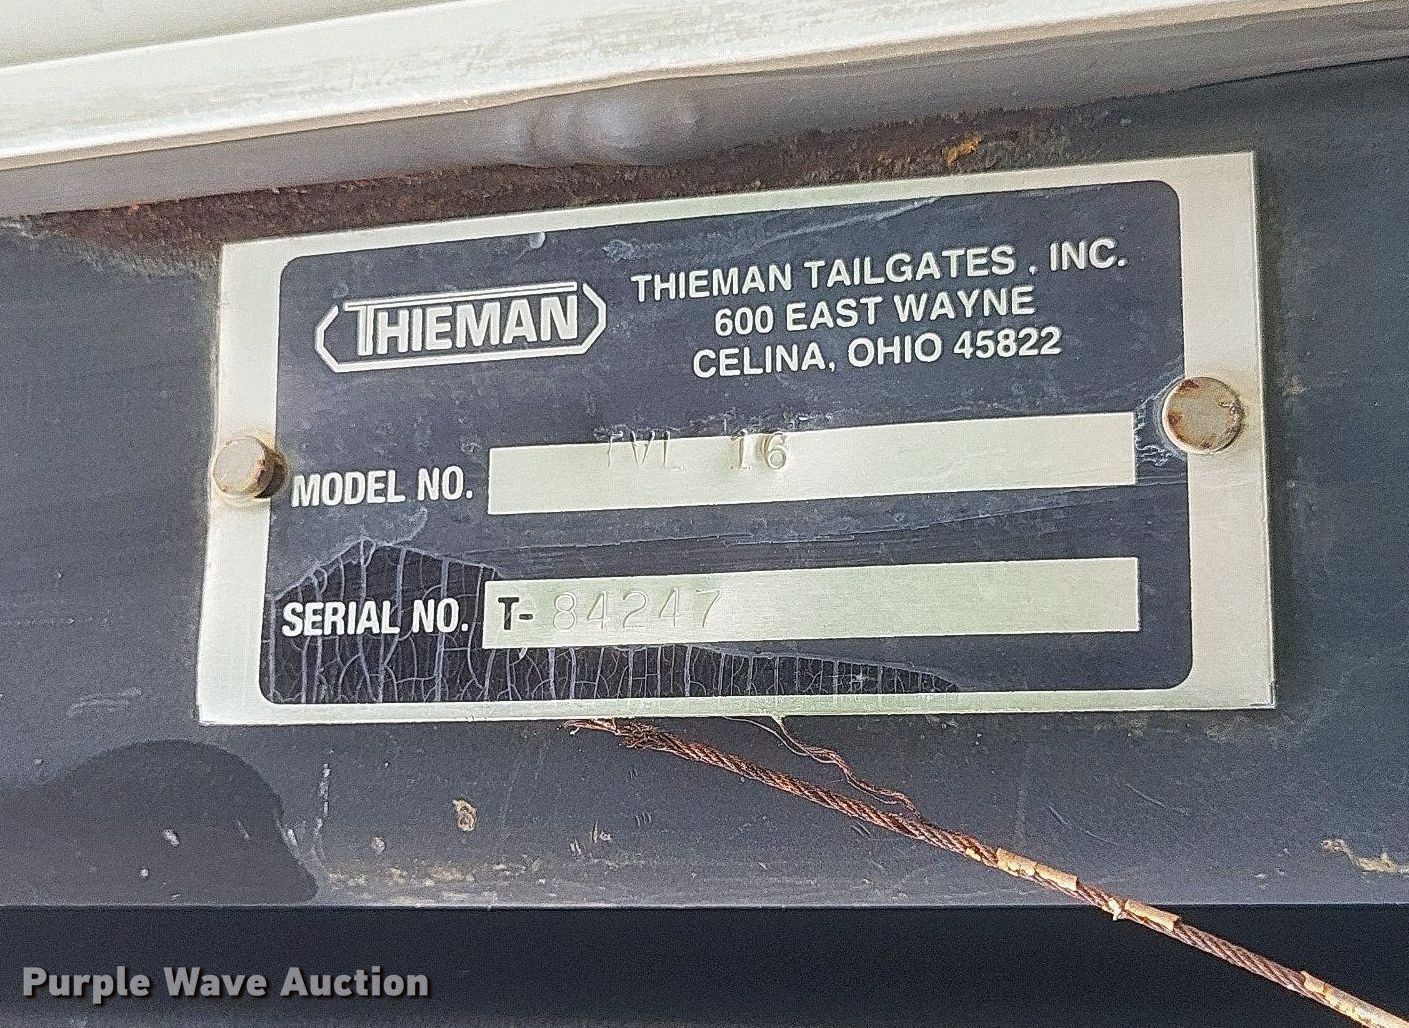 THIEMAN
THIEMAN TAILGATES , INC.
600 EAST WAYNE
CELINA, OHIO 45822
MODEL NO. TVL 16
SERIAL NO. T- 84247
Purple Wave Auction